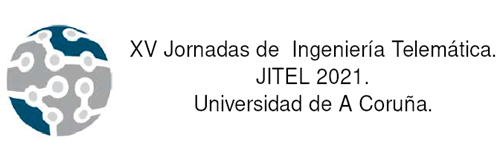 XV Jornadas de Ingeniería Telemática.
JITEL 2021.
Universidad de A Coruña.